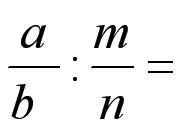 a/b : m/n =